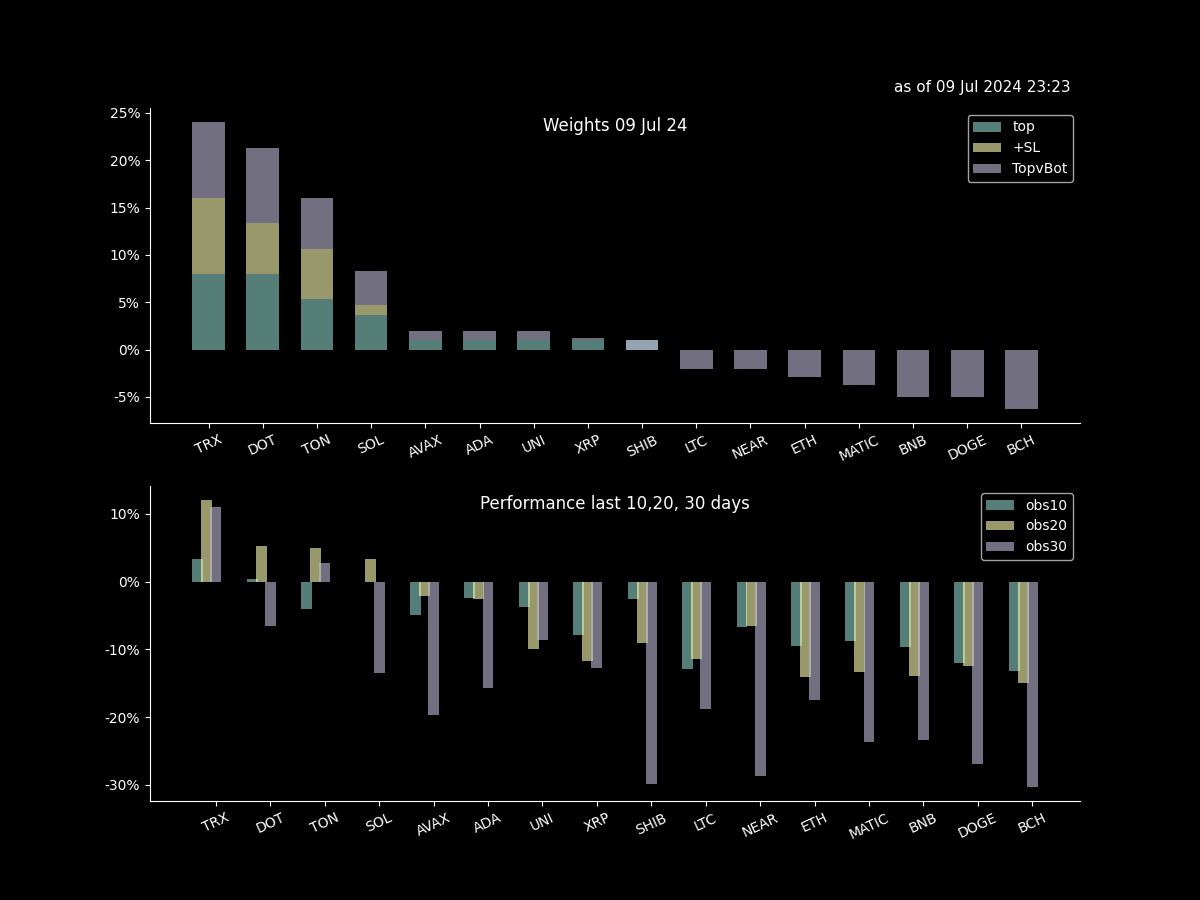 as of 09 Jul 2024 23:23
Weights 09 Jul 24
top
+SL
TopvBot
25%
20%
15%
10%
5%
0%
-5%
TRX DOT TON SOL AVAX ADA UNI XRP SHIB LTC NEAR ETH MATIC BNB DOGE BCH
Performance last 10,20, 30 days
obs10
obs20
obs30
10%
0%
-10%
-20%
-30%
TRX DOT TON SOL AVAX ADA UNI XRP SHIB LTC NEAR ETH MATIC BNB DOGE BCH